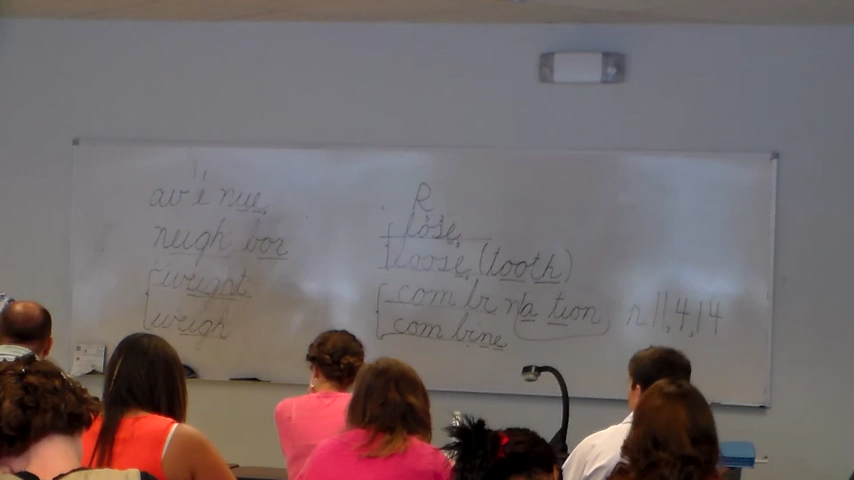 av e nue
neigh bor
weight
weigh
R
lose
loose (tooth)
com bi na tion r 11, 4, 14
com bine